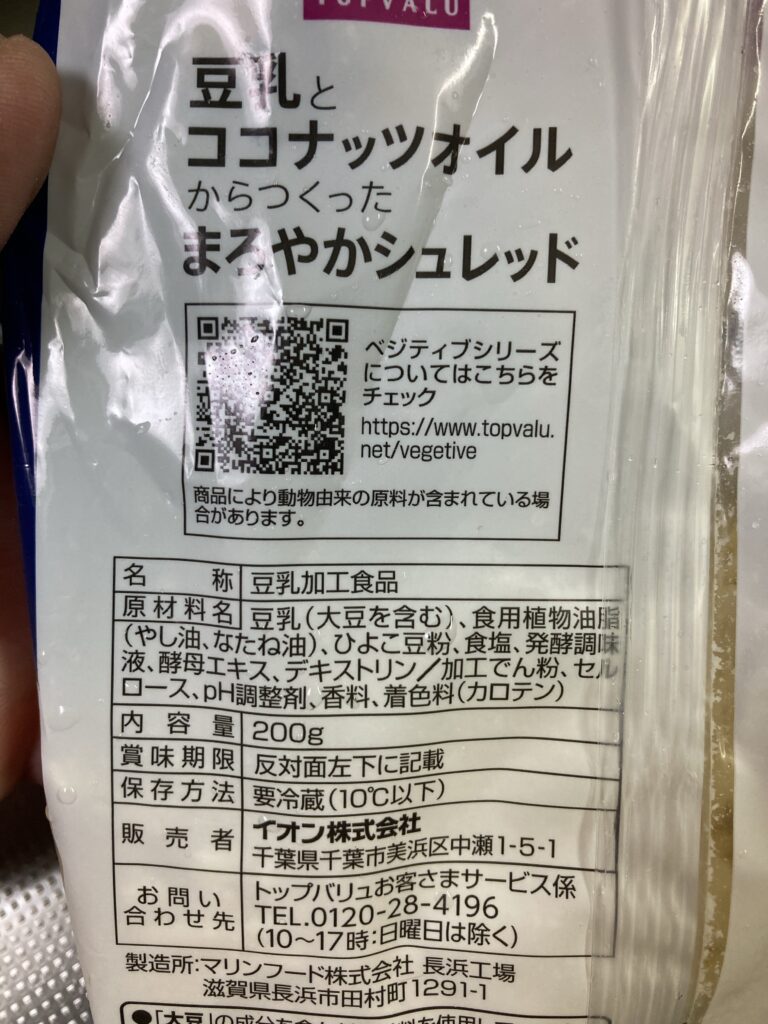 TOPVALU
豆乳と
ココナッツオイル
からつくった
まろやかシュレッド
ベジティブシリーズ
についてはこちらを
チェック
https://www.topvalu.
net/vegetive
商品により動物由来の原料が含まれている場
合があります。
名称 豆乳加工食品
原材料名 豆乳(大豆を含む)、食用植物油脂
(やし油、なたね油)、ひよこ豆粉、食塩、発酵調味
液、酵母エキス、デキストリン/加工でん粉、セル
ロース、pH調整剤、香料、着色料(カロテン)
内容量 200g
賞味期限 反対面左下に記載
保存方法 要冷蔵(10℃以下)
販売者 イオン株式会社
千葉県千葉市美浜区中瀬1-5-1
お問い合わせ先 トップバリュお客さまサービス係
TEL.0120-28-4196
(10~17時:日曜日は除く)
製造所:マリンフード株式会社 長浜工場
滋賀県長浜市田村町1291-1
●「大豆」の成分を含んだ